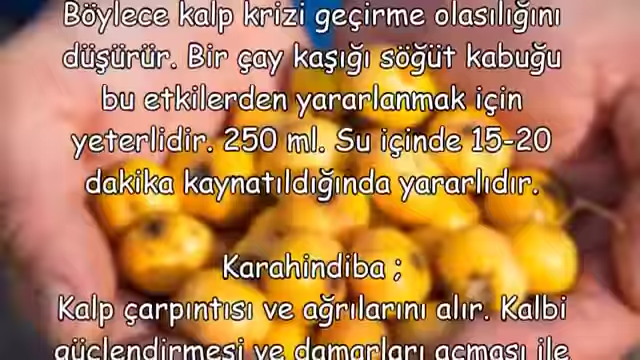 Böylece kalp krizi geçirme olasılığını
düşürür. Bir çay kaşığı söğüt kabuğu
bu etkilerden yararlanmak için
yeterlidir. 250 ml. Su içinde 15-20
dakika kaynatıldığında yararlıdır.
Karahindiba ;
Kalp çarpıntısı ve ağrılarını alır. Kalbi
güçlendirmesi ve damarları açması ile